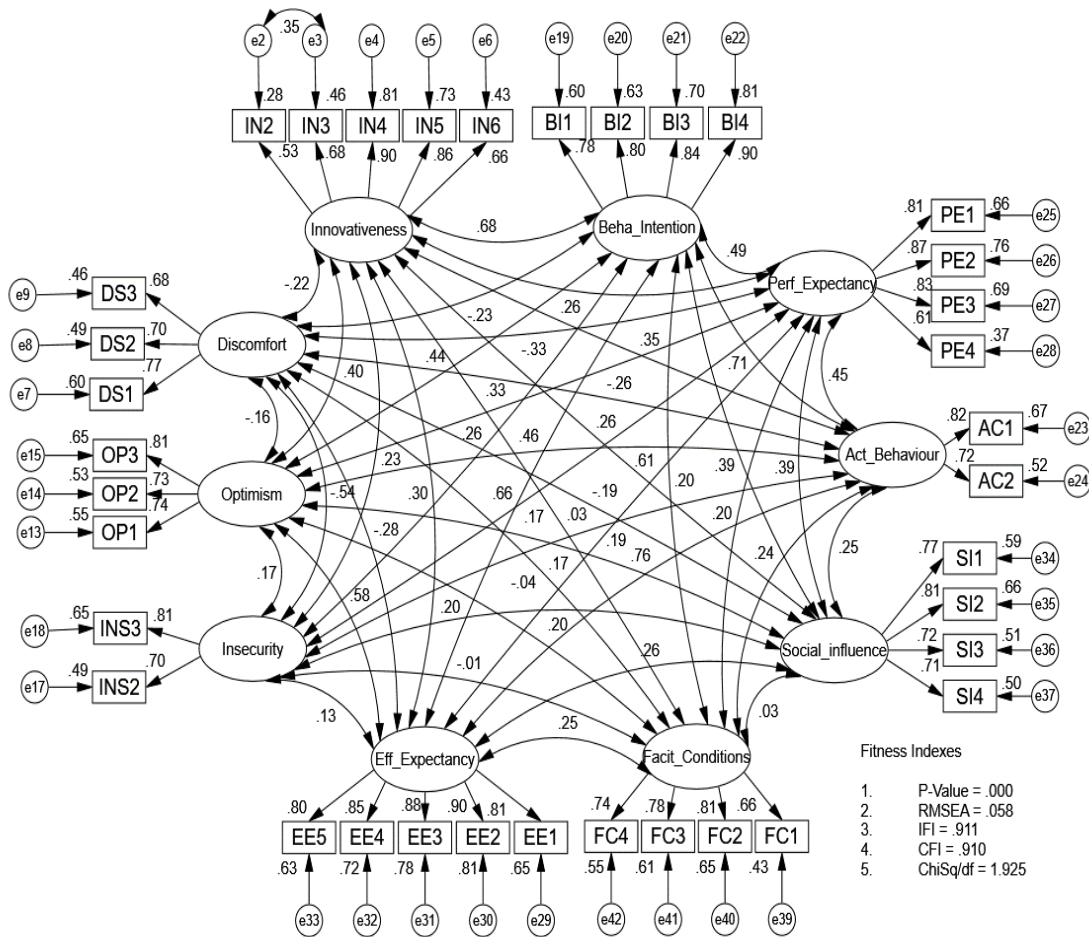 .35
e2 e3 e4 e5 e6 e19 e20 e21 e22
.28 .46 .81 .73 .43 .60 .63 .70 .81
IN2 IN3 IN4 IN5 IN6 BI1 BI2 BI3 BI4
.53 .68 .90 .86 .66 .78 .80 .84 .90
Innovativeness .68 Beha_Intention
.49
.81 PE1 .66 e25
.87 PE2 .76 e26
Perf_Expectancy .83 PE3 .69 e27
.61 PE4 .37 e28
e9 .46 DS3 .68
e8 .49 DS2 .70
e7 .60 DS1 .77
Discomfort
-.22 -.23 .26
.40 .44 .33 -.33 .35 .71 .45
-.16 -.26
.26 .46 .26
.82 AC1 .67 e23
Act_Behaviour .72 AC2 .52 e24
e15 .65 OP3 .81
e14 .53 OP2 .73
e13 .55 OP1 .74
Optimism
.23 .66 .61 .39 .39
-.54 .30 -.19 .20
-.28 .17 .03 .20
.17 .19 .76 .24 .25
.17 .58 -.04
.20 .20
.77 SI1 .59 e34
.81 SI2 .66 e35
Social_influence .72 SI3 .51 e36
.71 SI4 .50 e37
e18 .65 INS3 .81
e17 .49 INS2 .70
Insecurity
-.01 .26
.13 .25 .03
Eff_Expectancy Facit_Conditions
.80 .85 .88 .90 .81 .74 .78 .81 .66
EE5 EE4 EE3 EE2 EE1 FC4 FC3 FC2 FC1
.63 .72 .78 .81 .65 .55 .61 .65 .43
e33 e32 e31 e30 e29 e42 e41 e40 e39
Fitness Indexes
1. P-Value = .000
2. RMSEA = .058
3. IFI = .911
4. CFI = .910
5. ChiSq/df = 1.925